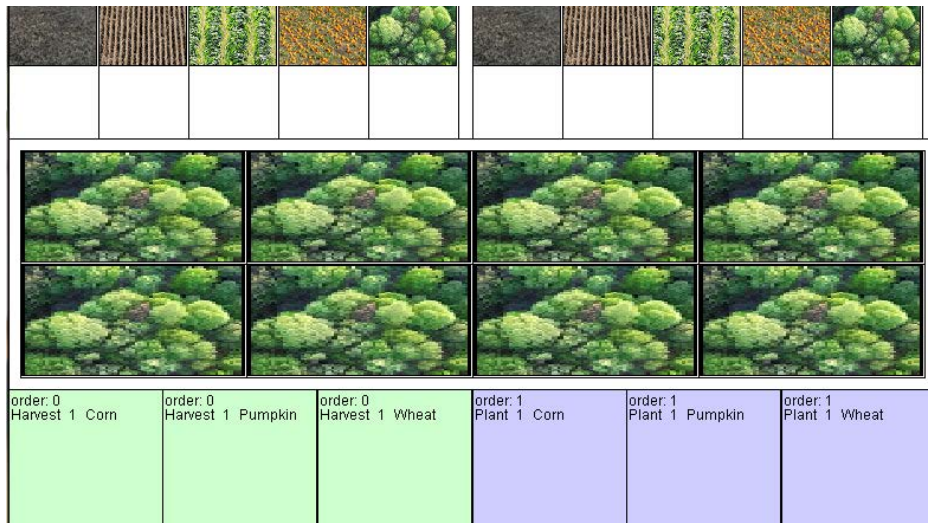 order: 0
Harvest 1 Corn
order: 0
Harvest 1 Pumpkin
order: 0
Harvest 1 Wheat
order: 1
Plant 1 Corn
order: 1
Plant 1 Pumpkin
order: 1
Plant 1 Wheat